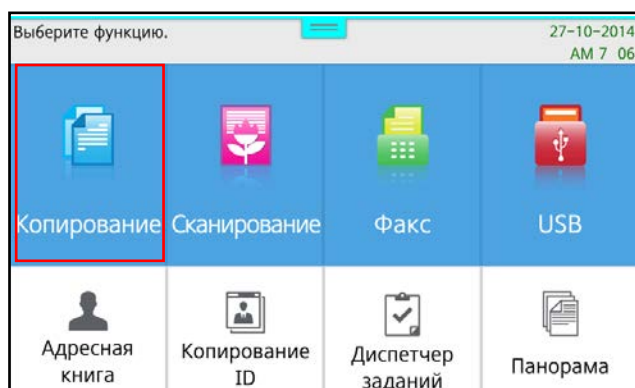 Выберите функцию.
27-10-2014
AM 7 06
Копирование
Сканирование
Факс
USB
Адресная
книга
Копирование
ID
Диспетчер
заданий
Панорама